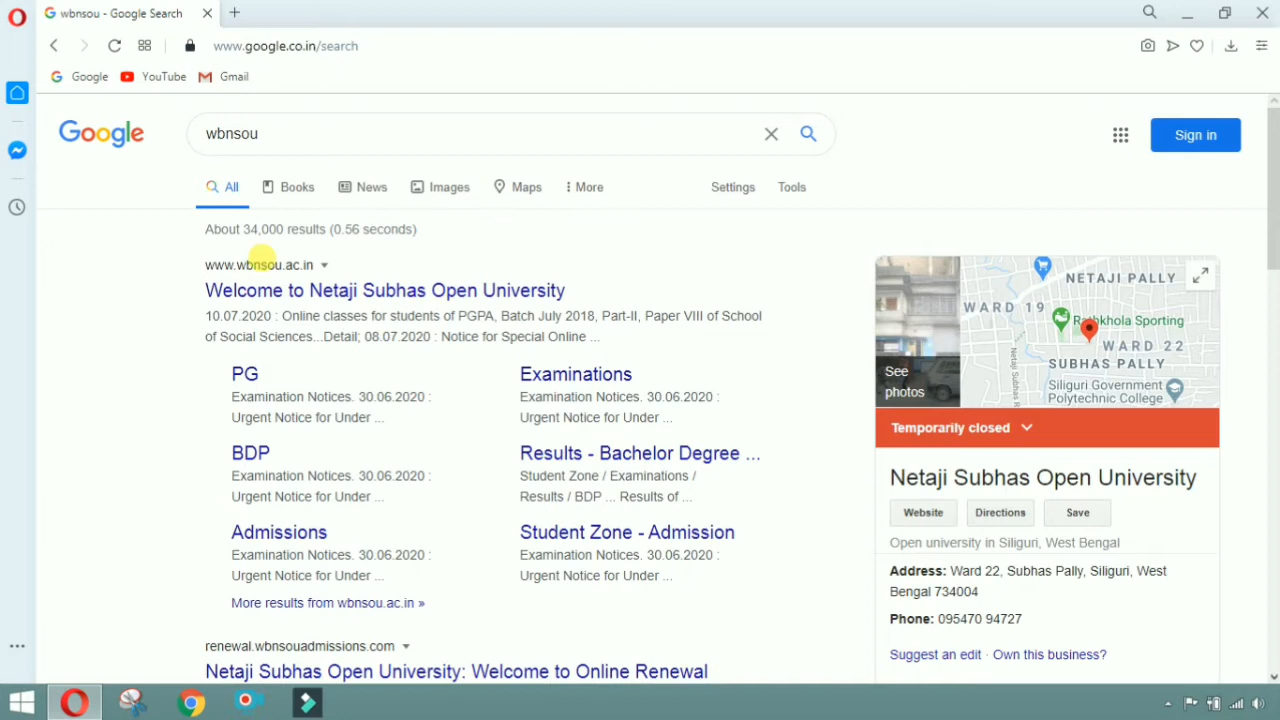 wbnsou - Google Search
www.google.co.in/search
Google YouTube Gmail
Google
wbnsou
Sign in
All Books News Images Maps More Settings Tools
About 34,000 results (0.56 seconds)
www.wbnsou.ac.in
Welcome to Netaji Subhas Open University
10.07.2020 : Online classes for students of PGPA, Batch July 2018, Part-II, Paper VIII of School
of Social Sciences...Detail; 08.07.2020 : Notice for Special Online ...
PG
Examination Notices. 30.06.2020 :
Urgent Notice for Under ...
Examinations
Examination Notices. 30.06.2020 :
Urgent Notice for Under ...
BDP
Examination Notices. 30.06.2020 :
Urgent Notice for Under ...
Results - Bachelor Degree ...
Student Zone / Examinations /
Results / BDP ... Results of ...
Admissions
Examination Notices. 30.06.2020 :
Urgent Notice for Under ...
Student Zone - Admission
Examination Notices. 30.06.2020 :
Urgent Notice for Under ...
More results from wbnsou.ac.in »
renewal.wbnsouadmissions.com
Netaji Subhas Open University: Welcome to Online Renewal
NETAJI PALLY
WARD 19
Rathkhola Sporting
WARD 22
SUBHAS PALLY
Siliguri Government
Polytechnic College
See
photos
Temporarily closed
Netaji Subhas Open University
Website Directions Save
Open university in Siliguri, West Bengal
Address: Ward 22, Subhas Pally, Siliguri, West
Bengal 734004
Phone: 095470 94727
Suggest an edit · Own this business?